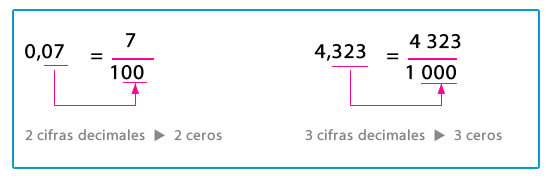 0,07 = 7/100
4,323 = 4 323/1 000
2 cifras decimales ▶ 2 ceros
3 cifras decimales ▶ 3 ceros